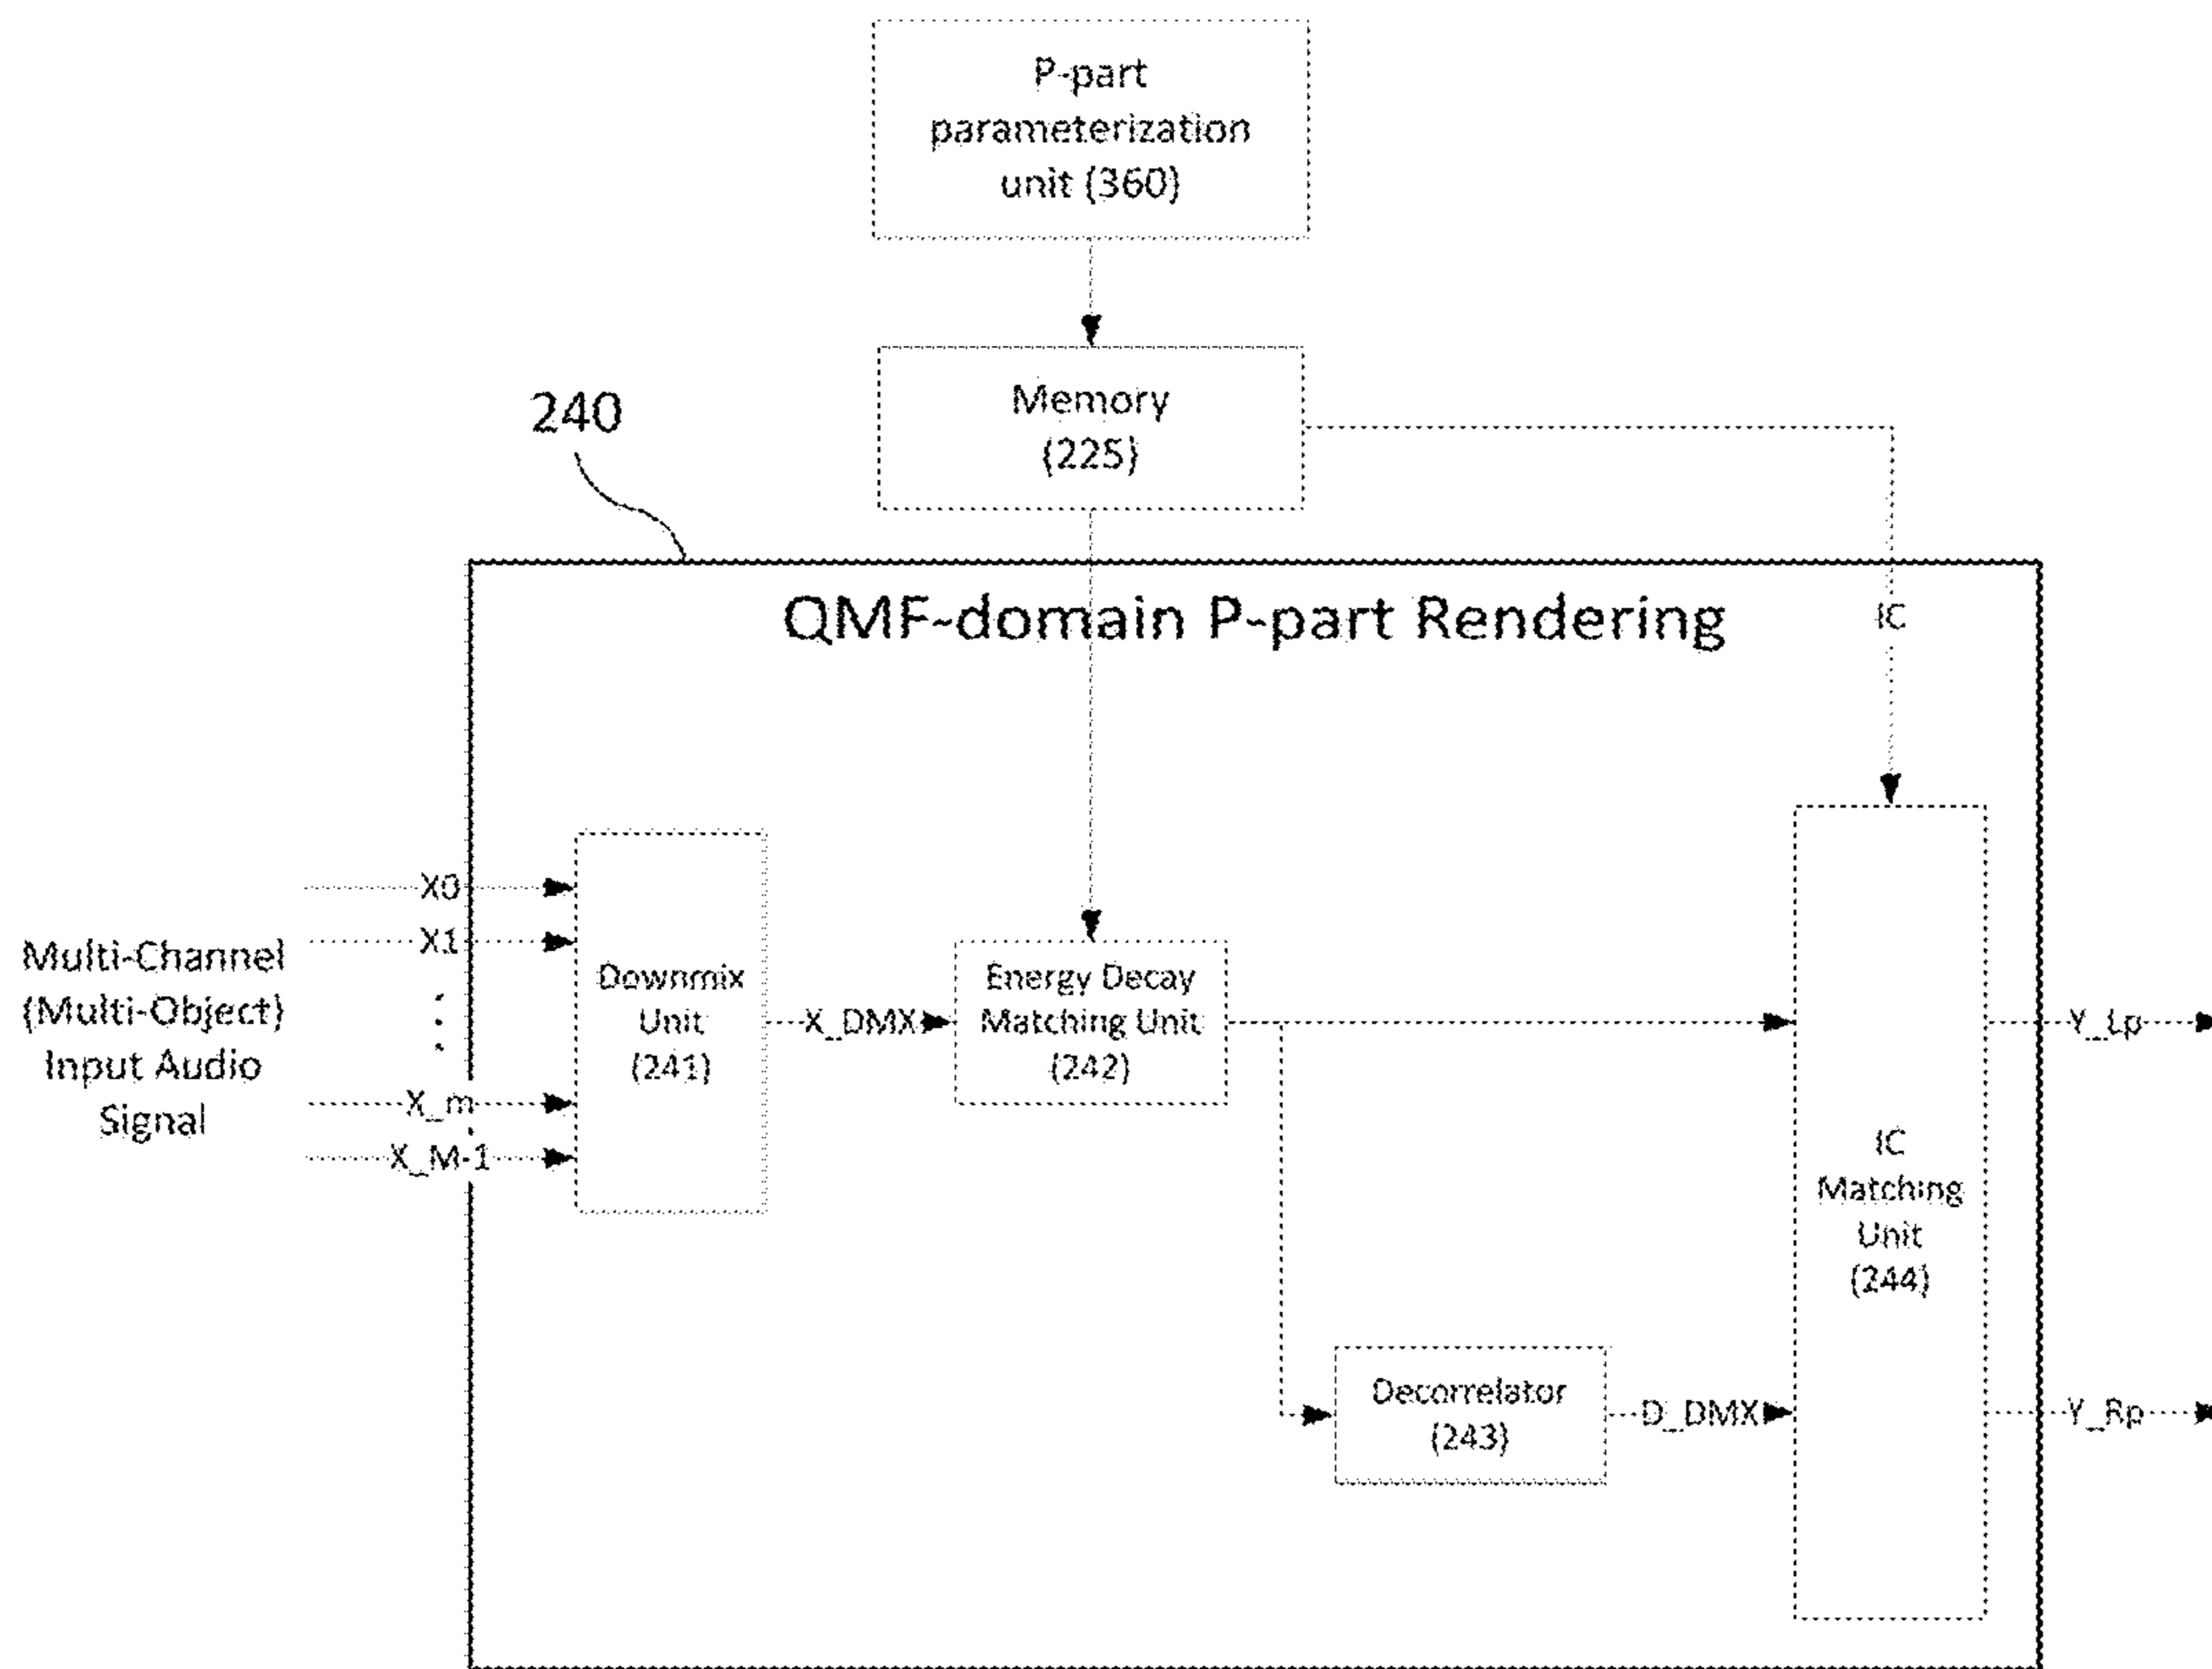 P-part
parameterization
unit (360)
Memory
(225)
240
QMF-domain P-part Rendering
IC
Multi-Channel
(Multi-Object)
Input Audio
Signal
X0
X1
X_m
X_M-1
Downmix
Unit
(241)
X_DMX
Energy Decay
Matching Unit
(242)
Decorrelator
(243)
D_DMX
IC
Matching
Unit
(244)
Y_Lp
Y_Rp